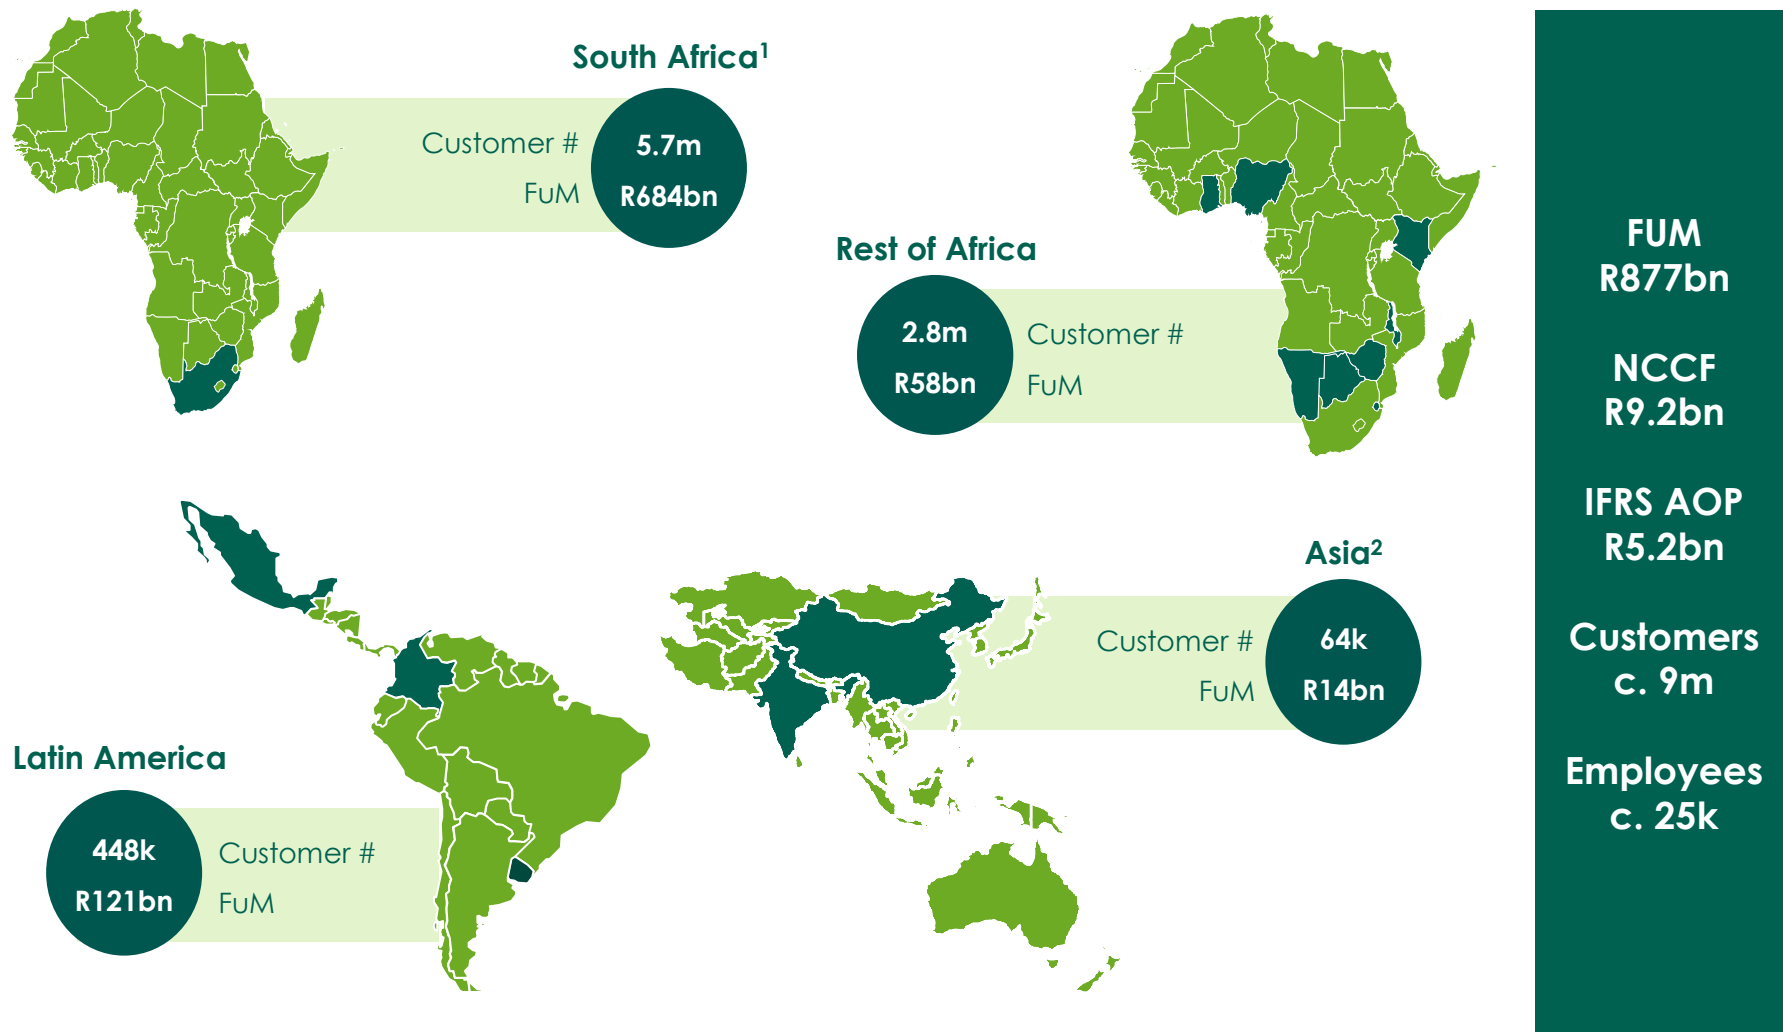 South Africa¹
Customer #
5.7m
FuM
R684bn
Rest of Africa
2.8m
Customer #
R58bn
FuM
Latin America
448k
Customer #
R121bn
FuM
Asia²
Customer #
64k
FuM
R14bn
FUM
R877bn
NCCF
R9.2bn
IFRS AOP
R5.2bn
Customers
c. 9m
Employees
c. 25k